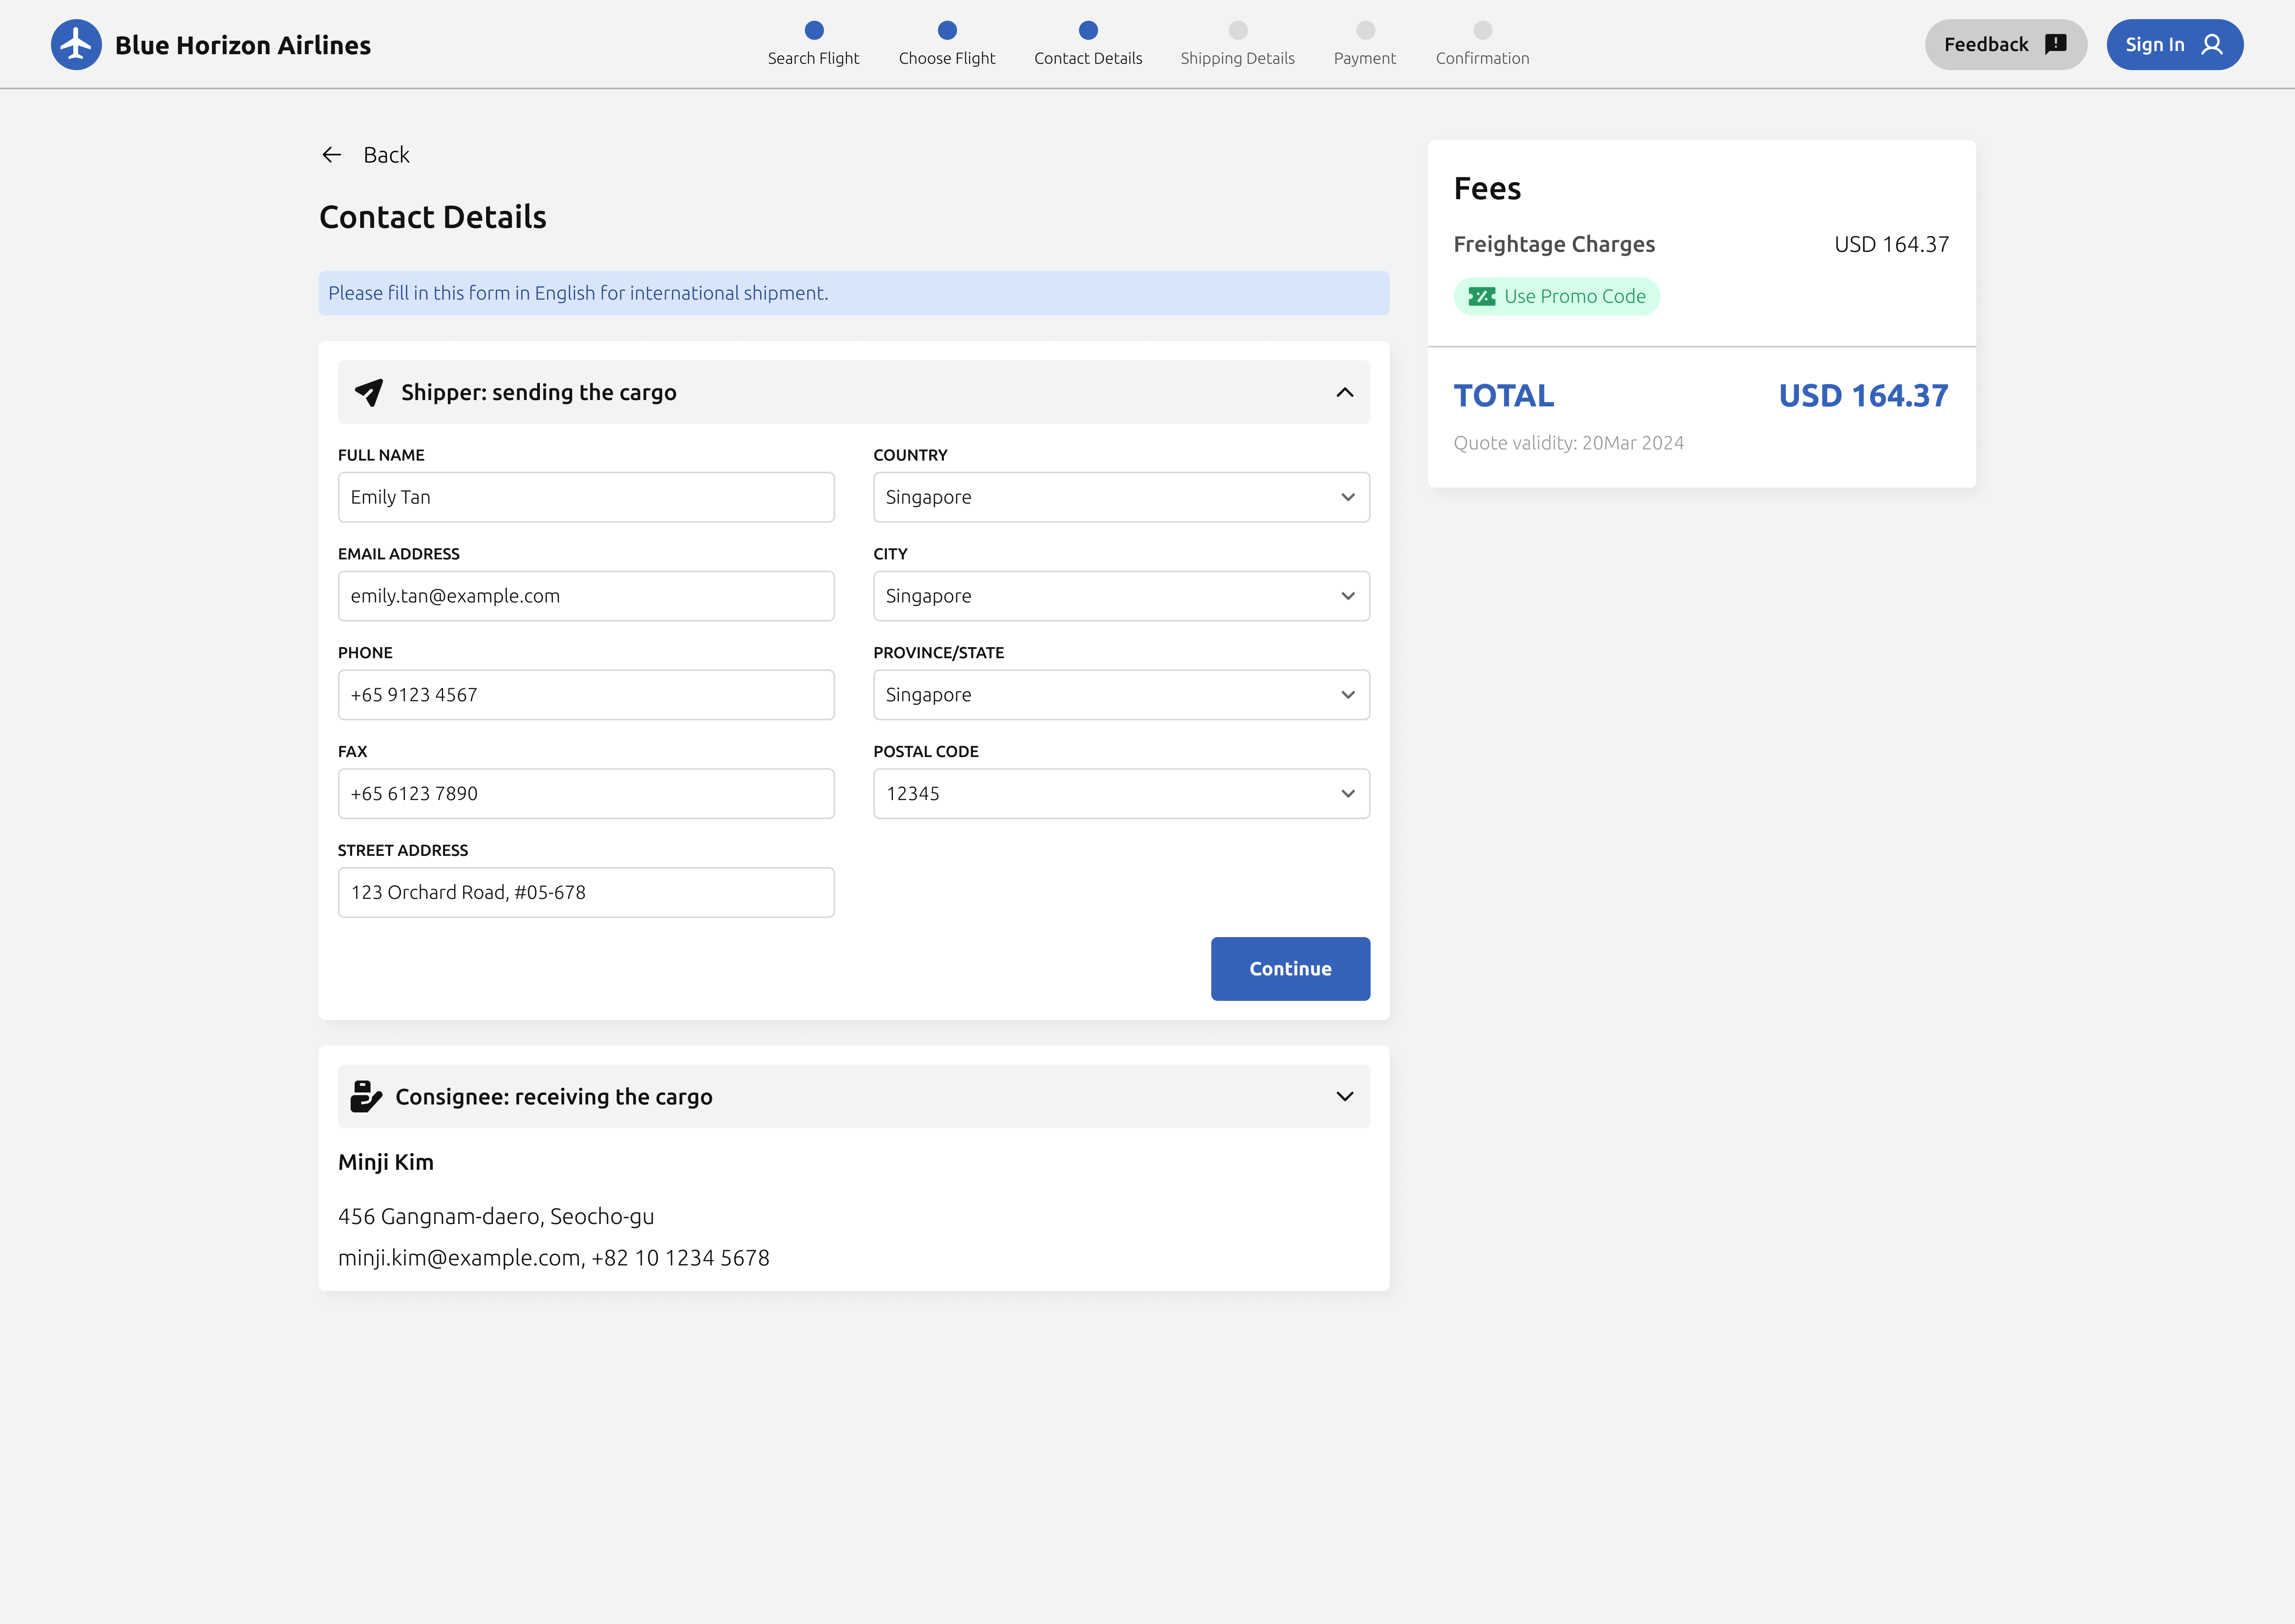 Blue Horizon Airlines
Search Flight
Choose Flight
Contact Details
Shipping Details
Payment
Confirmation
Feedback
Sign In
Back
Contact Details
Please fill in this form in English for international shipment.
Shipper: sending the cargo
FULL NAME
Emily Tan
COUNTRY
Singapore
EMAIL ADDRESS
emily.tan@example.com
CITY
Singapore
PHONE
+65 9123 4567
PROVINCE/STATE
Singapore
FAX
+65 6123 7890
POSTAL CODE
12345
STREET ADDRESS
123 Orchard Road, #05-678
Continue
Consignee: receiving the cargo
Minji Kim
456 Gangnam-daero, Seocho-gu
minji.kim@example.com, +82 10 1234 5678
Fees
Freightage Charges USD 164.37
Use Promo Code
TOTAL USD 164.37
Quote validity: 20Mar 2024